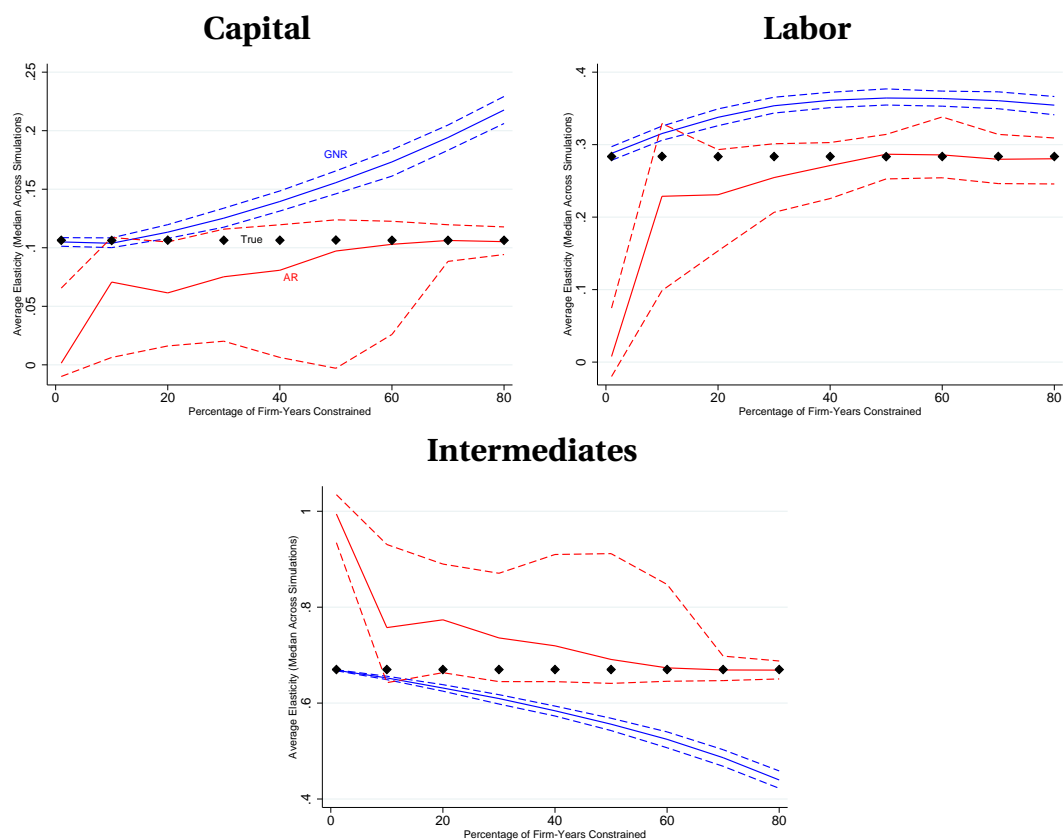 Capital
Average Elasticity (Median Across Simulations)
.25
.2
.15
.1
.05
0
GNR
True
AR
0 20 40 60 80
Percentage of Firm-Years Constrained
Labor
Average Elasticity (Median Across Simulations)
.4
.3
.2
.1
0
0 20 40 60 80
Percentage of Firm-Years Constrained
Intermediates
Average Elasticity (Median Across Simulations)
1
.8
.6
.4
0 20 40 60 80
Percentage of Firm-Years Constrained